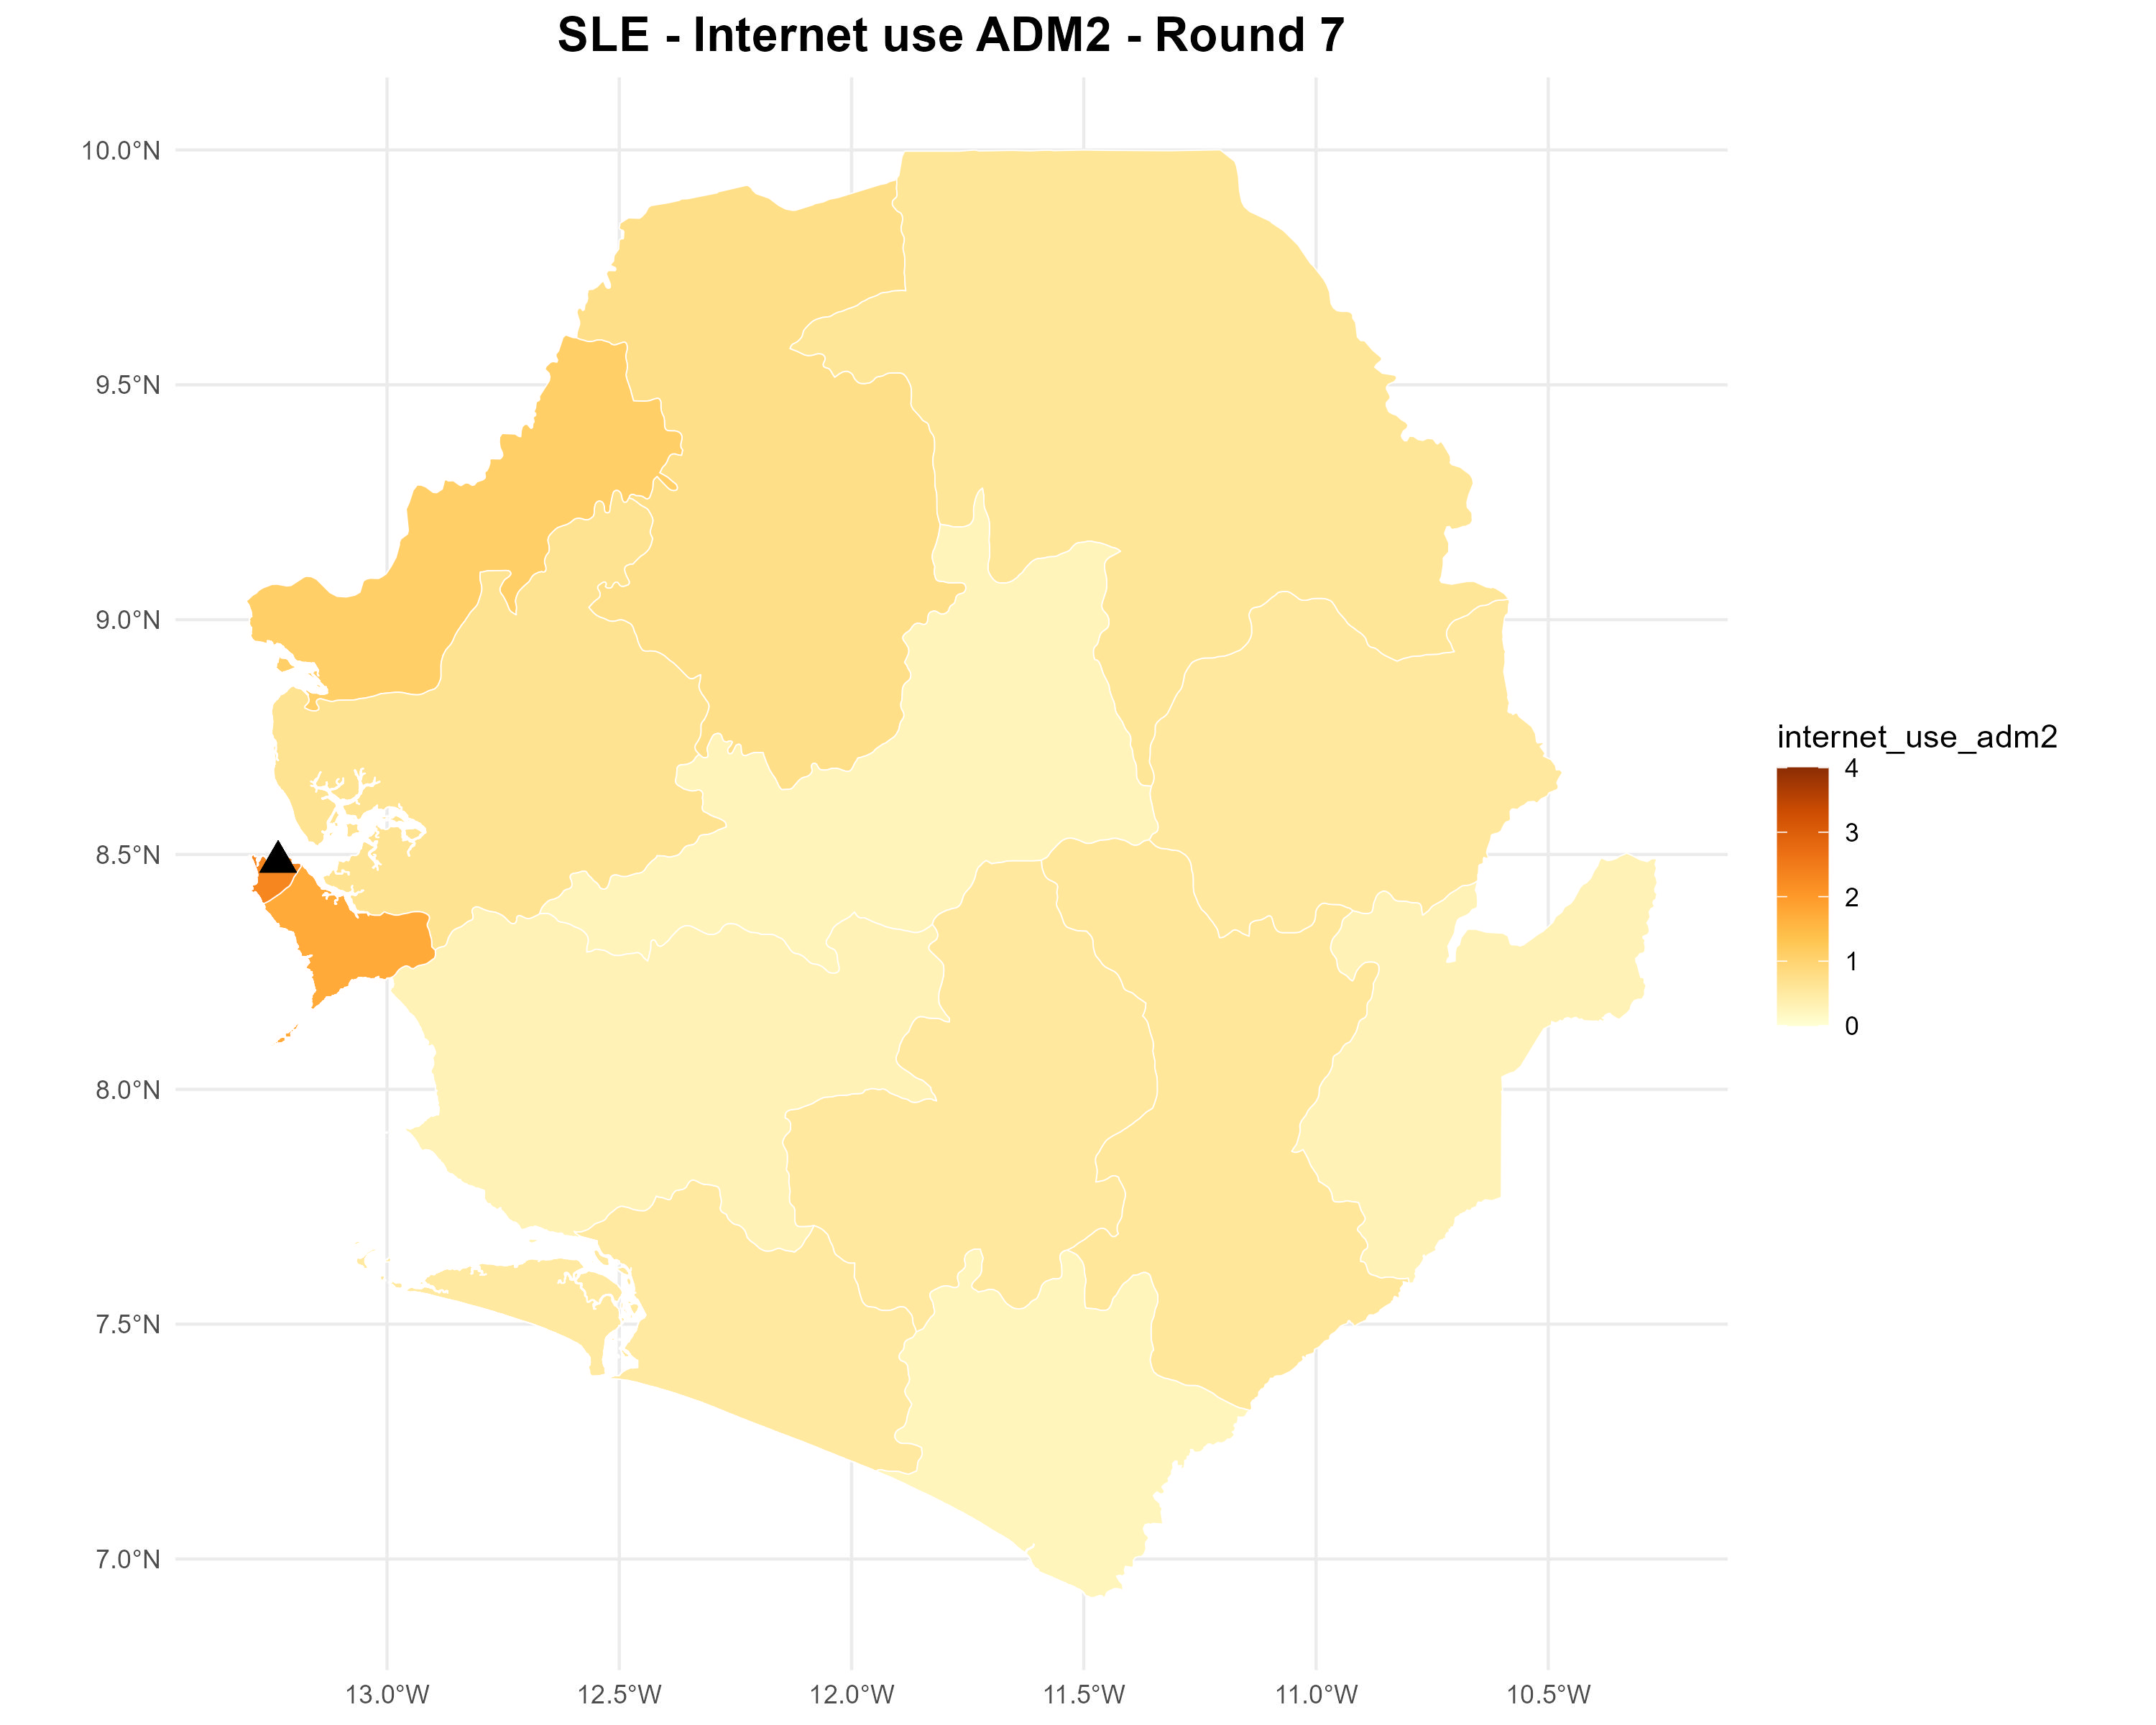 SLE - Internet use ADM2 - Round 7
10.0°N
9.5°N
9.0°N
8.5°N
8.0°N
7.5°N
7.0°N
13.0°W 12.5°W 12.0°W 11.5°W 11.0°W 10.5°W
internet_use_adm2
4
3
2
1
0